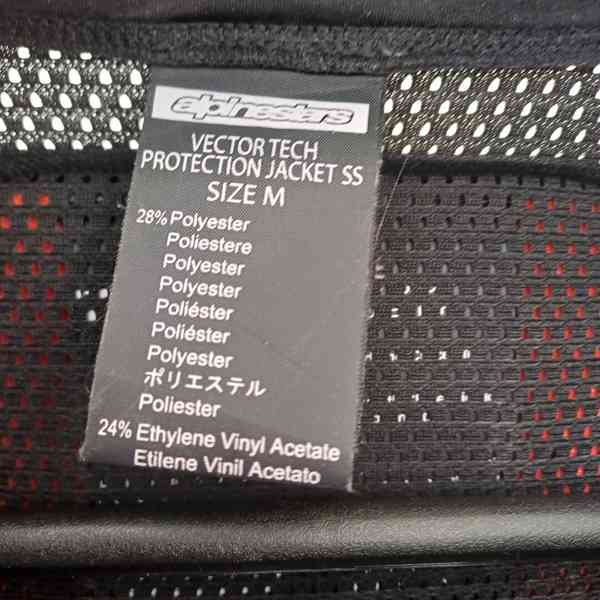 alpinestars
VECTOR TECH
PROTECTION JACKET SS
SIZE M
28% Polyester
Poliestere
Polyester
Polyester
Poliéster
Poliéster
Polyester
ポリエステル
Poliester
24% Ethylene Vinyl Acetate
Etilene Vinil Acetato